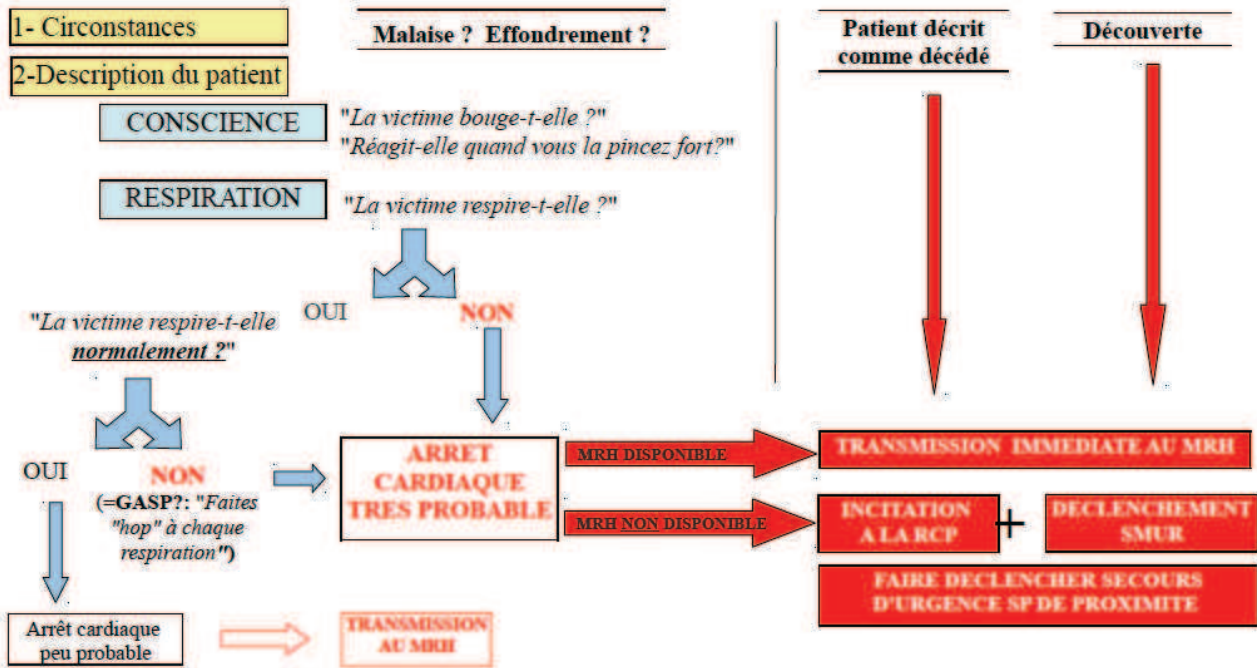 1- Circonstances
2-Description du patient
Malaise ?  Effondrement ?
Patient décrit
comme décédé
Découverte
CONSCIENCE
"La victime bouge-t-elle ?"
"Réagit-elle quand vous la pincez fort?"
RESPIRATION
"La victime respire-t-elle ?"
OUI
NON
"La victime respire-t-elle
normalement ?"
OUI
NON
(=GASP?: "Faites
"hop" à chaque
respiration")
ARRET
CARDIAQUE
TRES PROBABLE
MRH DISPONIBLE
MRH NON DISPONIBLE
TRANSMISSION IMMEDIATE AU MRH
INCITATION
A LA RCP
+
DECLENCHEMENT
SMUR
FAIRE DECLENCHER SECOURS
D'URGENCE SP DE PROXIMITE
Arrêt cardiaque
peu probable
TRANSMISSION
AU MRH